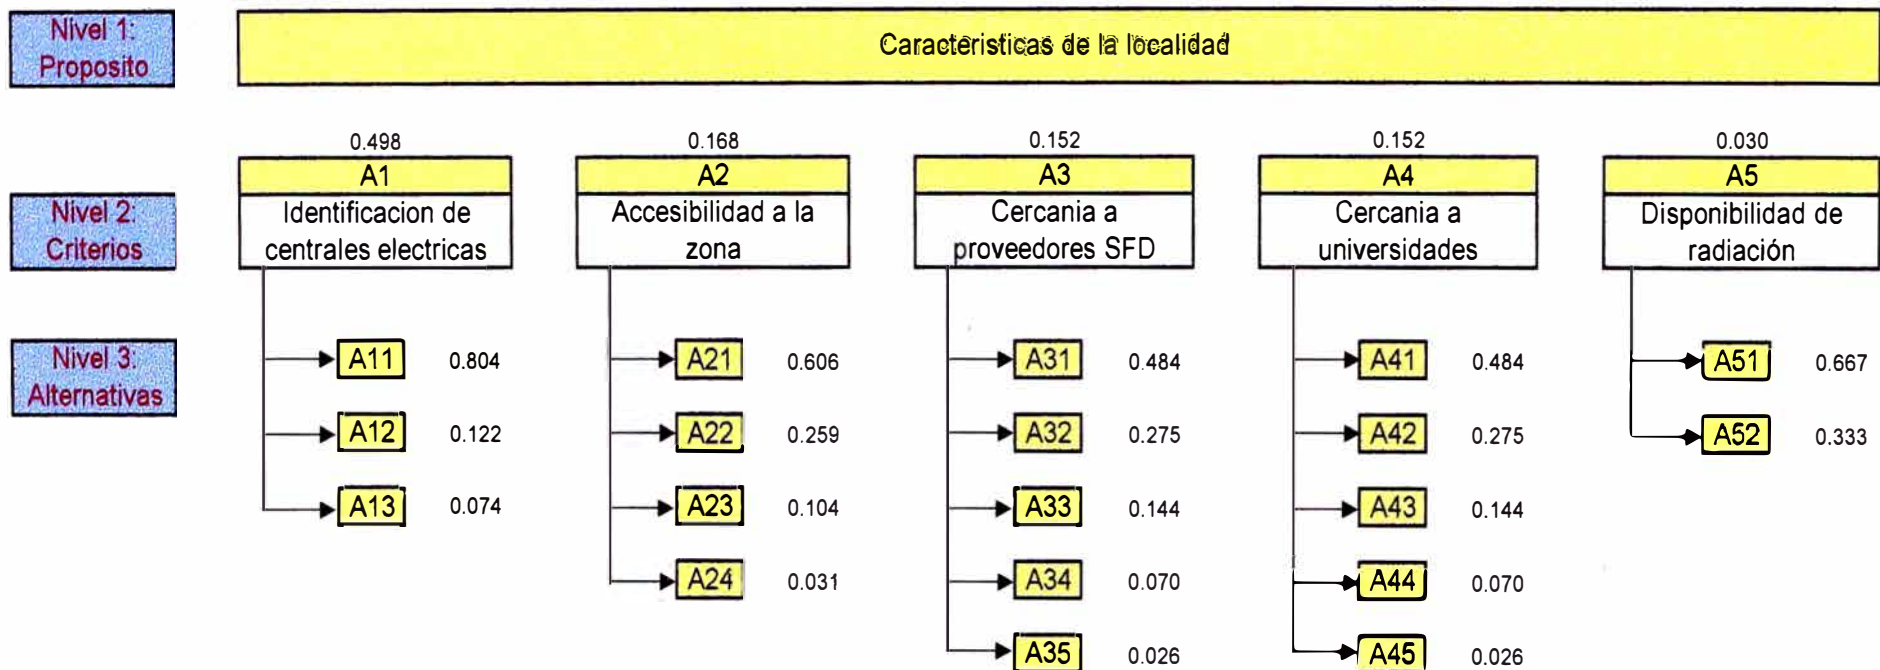 Nivel 1:
Proposito
Caracteristicas de la localidad
0.498
0.168
0.152
0.152
0.030
A1
A2
A3
A4
A5
Nivel 2:
Criterios
Identificacion de
centrales electricas
Accesibilidad a la
zona
Cercania a
proveedores SFD
Cercania a
universidades
Disponibilidad de
radiación
Nivel 3:
Alternativas
A11 0.804
A21 0.606
A31 0.484
A41 0.484
A51 0.667
A12 0.122
A22 0.259
A32 0.275
A42 0.275
A52 0.333
A13 0.074
A23 0.104
A33 0.144
A43 0.144
A24 0.031
A34 0.070
A44 0.070
A35 0.026
A45 0.026